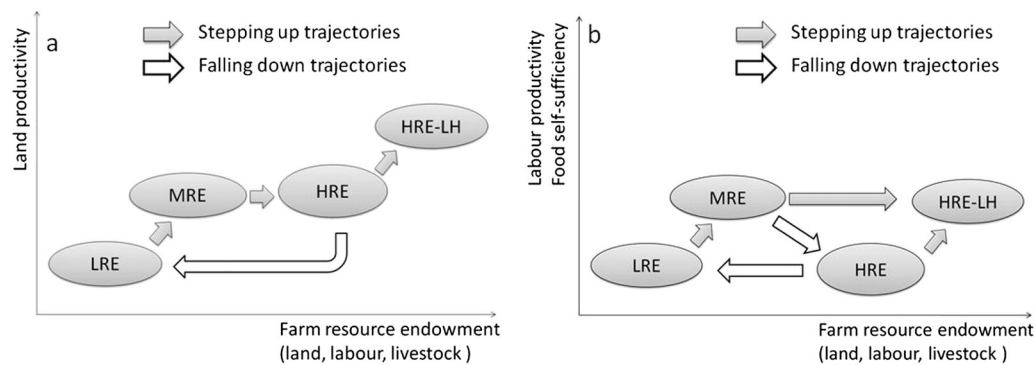 a
Land productivity
Stepping up trajectories
Falling down trajectories
HRE-LH
MRE
HRE
LRE
Farm resource endowment
(land, labour, livestock )
b
Labour productivity
Food self-sufficiency
Stepping up trajectories
Falling down trajectories
MRE
HRE-LH
LRE
HRE
Farm resource endowment
(land, labour, livestock )